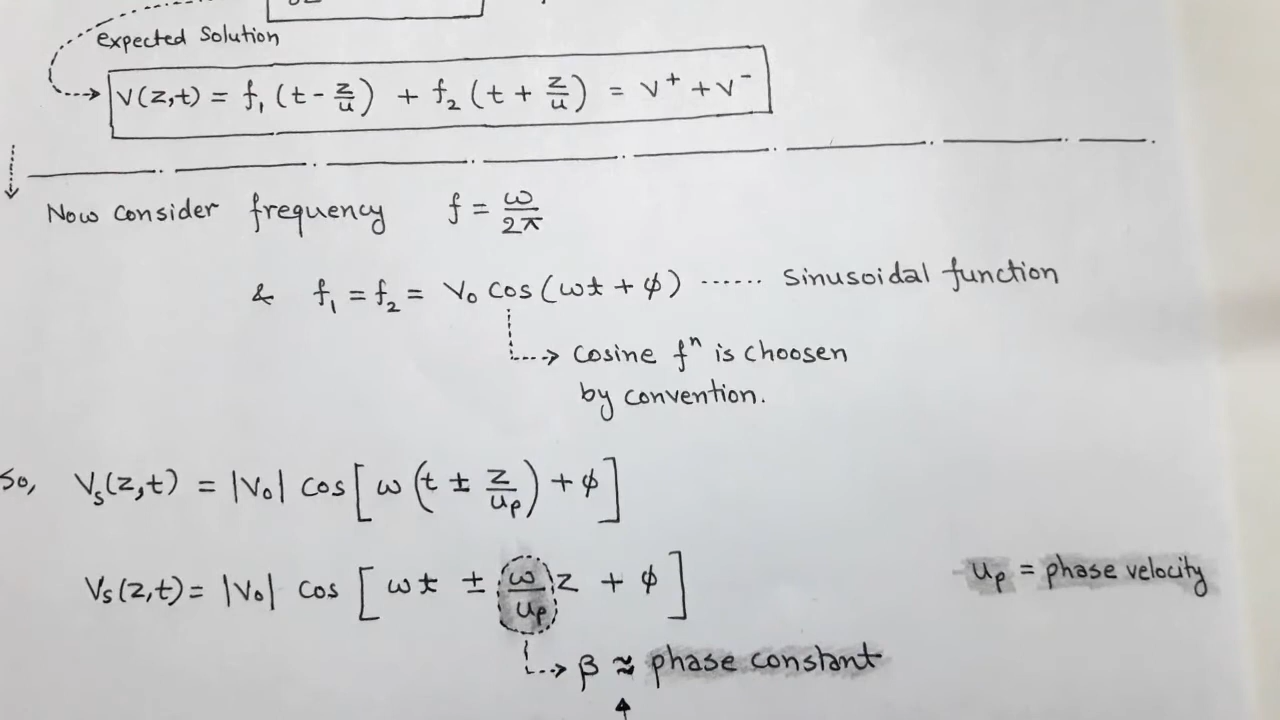 expected Solution
V(z,t) = f₁ (t - z/u) + f₂ (t + z/u) = V⁺ + V⁻
Now consider frequency f = ω/2π
& f₁ = f₂ = V₀ cos(ωt + φ) ...... sinusoidal function
cosine fⁿ is choosen
by convention.
So, Vₛ(z,t) = |V₀| cos[ω(t ± z/uₚ) + φ]
Vₛ(z,t) = |V₀| cos [ωt ± ω/uₚ z + φ]
uₚ = phase velocity
β ≈ phase constant